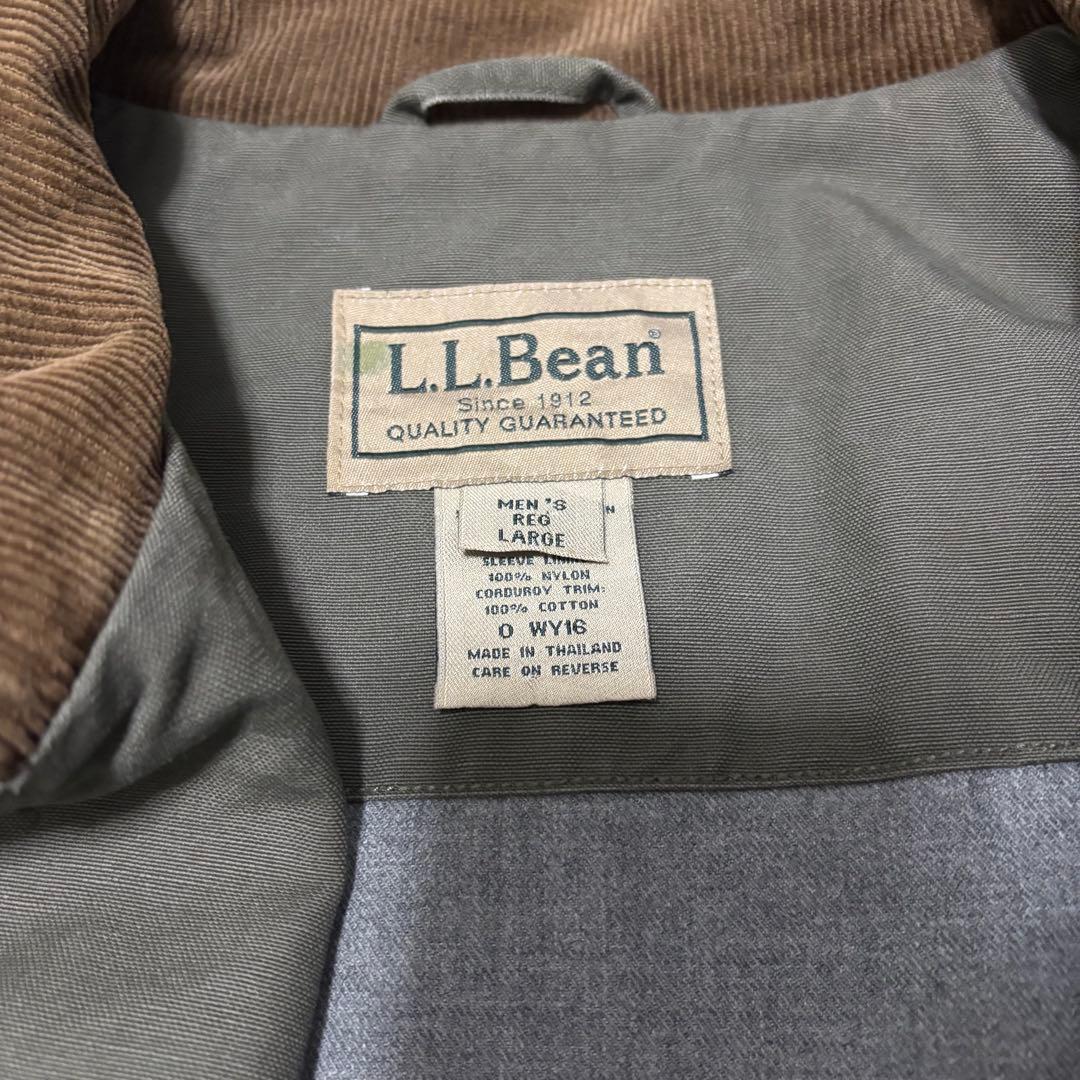 L.L.Bean®
Since 1912
QUALITY GUARANTEED
MEN'S
REG
LARGE
N
SLEEVE
100% NYLON
CORDUROY TRIM:
100% COTTON
0 WY16
MADE IN THAILAND
CARE ON REVERSE